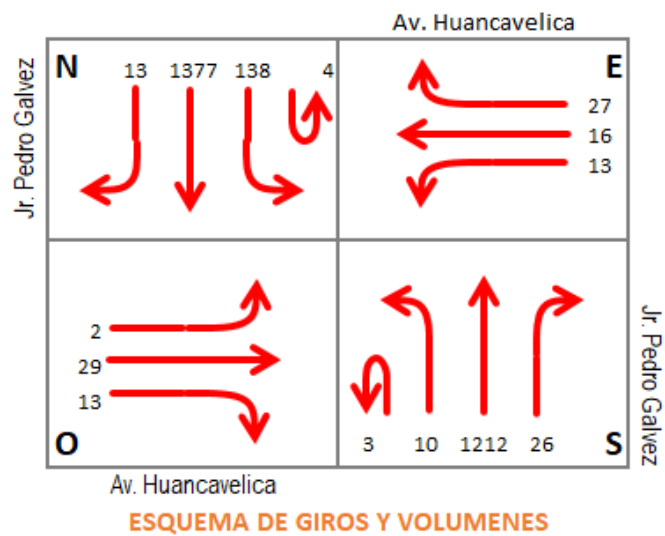 Av. Huancavelica
Jr. Pedro Galvez
N
13 1377 138 4
E
27
16
13
2
29
13
O
3 10 1212 26
S
Jr. Pedro Galvez
Av. Huancavelica
ESQUEMA DE GIROS Y VOLUMENES